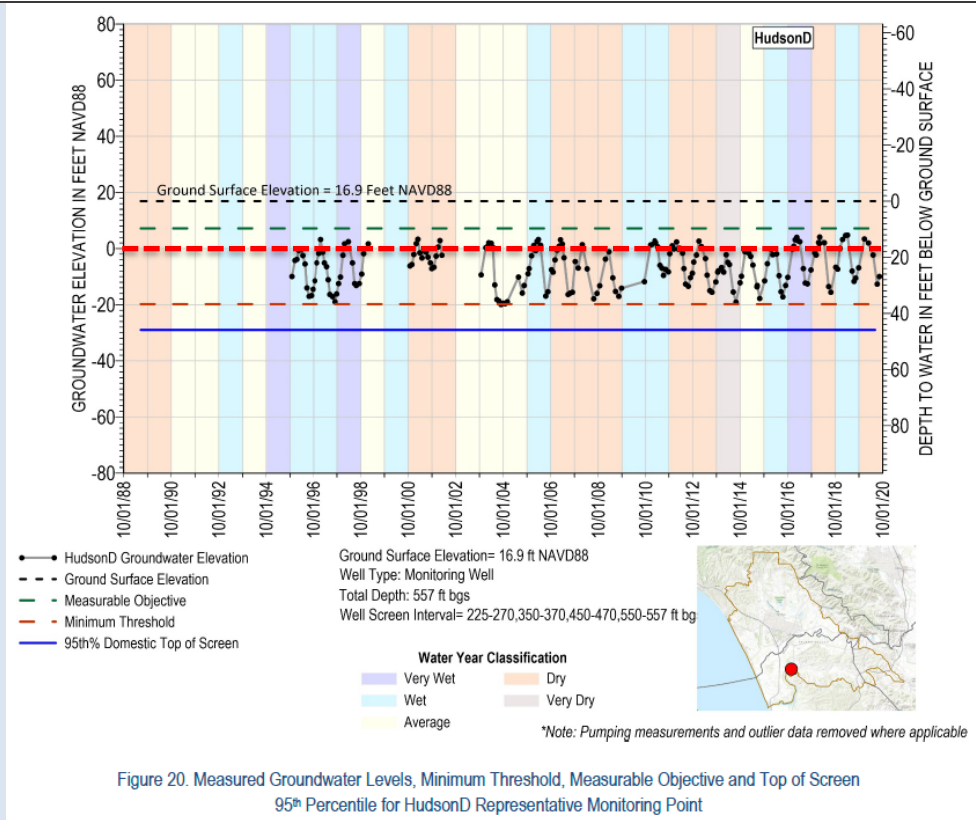 HudsonD
GROUNDWATER ELEVATION IN FEET NAVD88
80
60
40
20
0
-20
-40
-60
-80
Ground Surface Elevation = 16.9 Feet NAVD88
-60
-40
-20
0
20
40
60
80
DEPTH TO WATER IN FEET BELOW GROUND SURFACE
10/01/88
10/01/90
10/01/92
10/01/94
10/01/96
10/01/98
10/01/00
10/01/02
10/01/04
10/01/06
10/01/08
10/01/10
10/01/12
10/01/14
10/01/16
10/01/18
10/01/20
HudsonD Groundwater Elevation
Ground Surface Elevation
Measurable Objective
Minimum Threshold
95th% Domestic Top of Screen
Ground Surface Elevation= 16.9 ft NAVD88
Well Type: Monitoring Well
Total Depth: 557 ft bgs
Well Screen Interval= 225-270,350-370,450-470,550-557 ft bg
Water Year Classification
Very Wet
Wet
Average
Dry
Very Dry
*Note: Pumping measurements and outlier data removed where applicable
Figure 20. Measured Groundwater Levels, Minimum Threshold, Measurable Objective and Top of Screen
95th Percentile for HudsonD Representative Monitoring Point